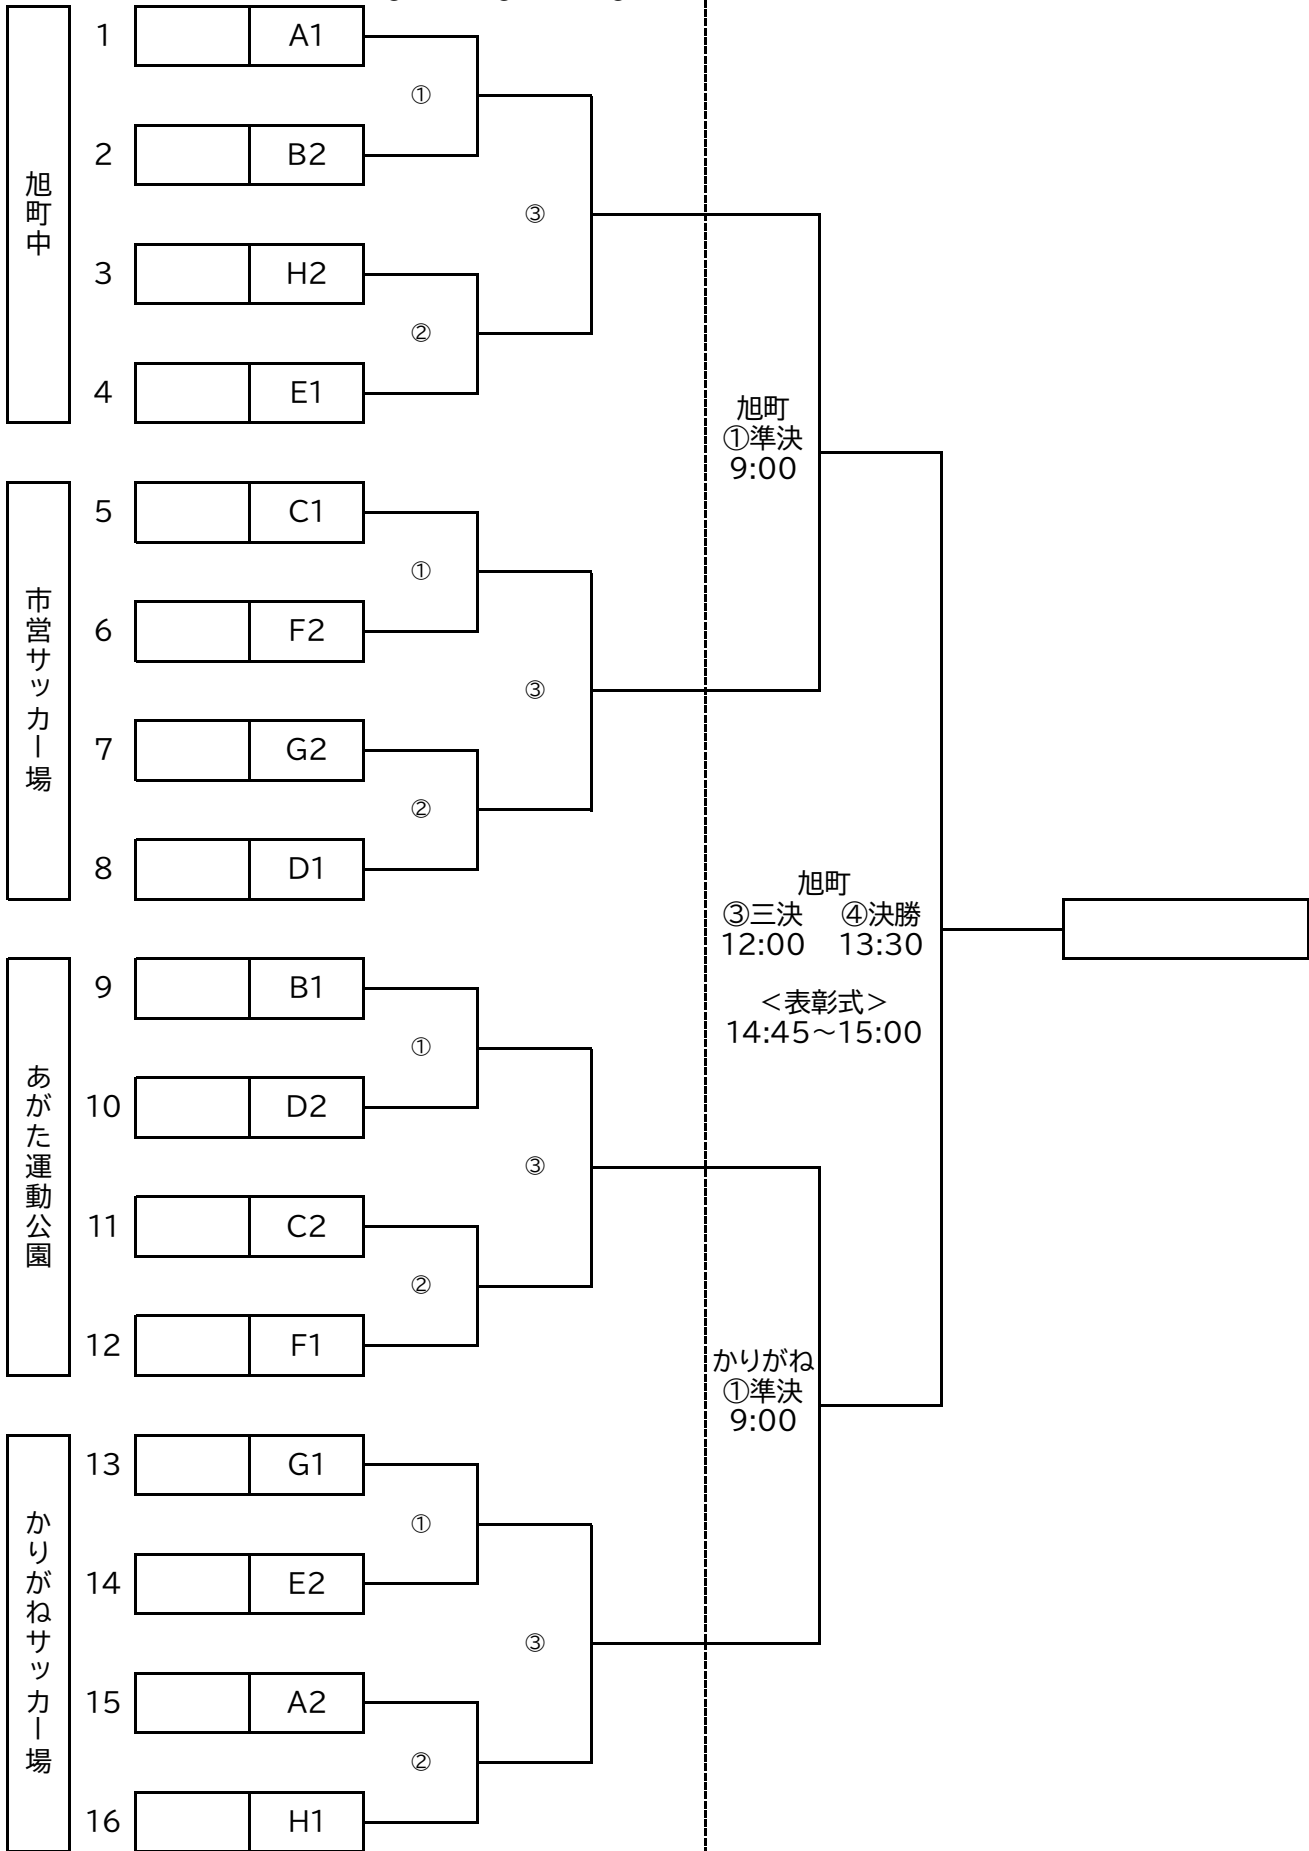 旭町中
1 A1
①
2 B2
③
3 H2
②
4 E1
旭町
①準決
9:00
市営サッカー場
5 C1
①
6 F2
③
7 G2
②
8 D1
旭町
③三決 ④決勝
12:00 13:30
<表彰式>
14:45～15:00
あがた運動公園
9 B1
①
10 D2
③
11 C2
②
12 F1
かりがね
①準決
9:00
かりがねサッカー場
13 G1
①
14 E2
③
15 A2
②
16 H1